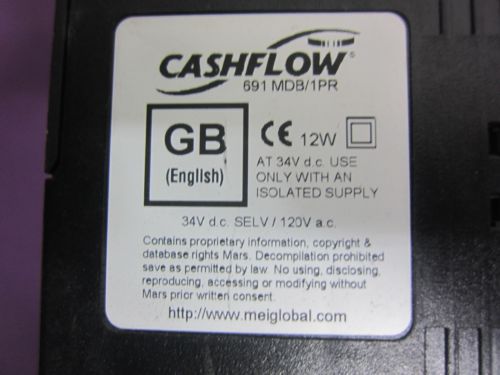 CASHFLOW®
691 MDB/1PR
GB
(English)
CE 12W
AT 34V d.c. USE
ONLY WITH AN
ISOLATED SUPPLY
34V d.c. SELV / 120V a.c.
Contains proprietary information, copyright &
database rights Mars. Decompilation prohibited
save as permitted by law. No using, disclosing,
reproducing, accessing or modifying without
Mars prior written consent.
http://www.meiglobal.com